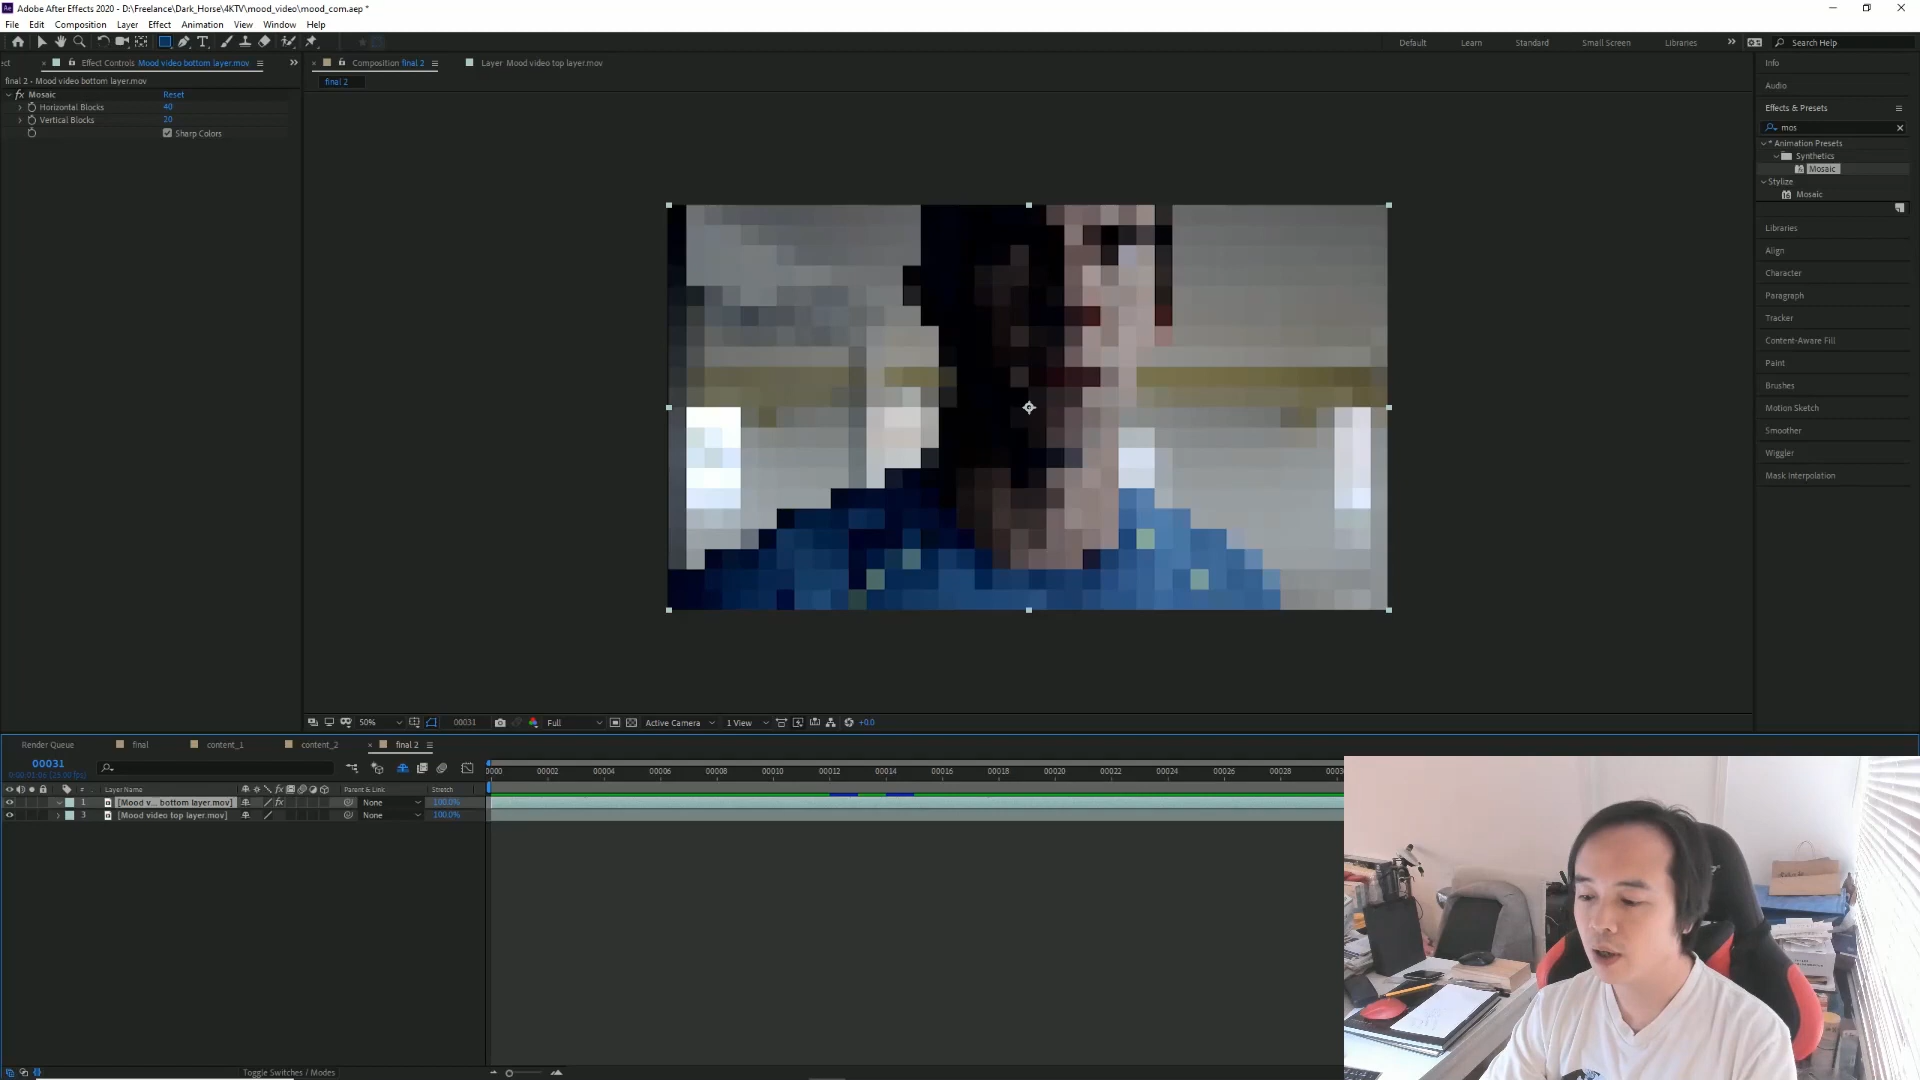 Adobe After Effects 2020 - D:\Freelance\Dark_Horse\4KTV\mood_video\mood_com.aep *
File Edit Composition Layer Effect Animation View Window Help
Default Learn Standard Small Screen Libraries Search Help
Effect Controls Mood video bottom layer.mov
final 2 - Mood video bottom layer.mov
fx Mosaic Reset
Horizontal Blocks 40
Vertical Blocks 20
Sharp Colors
Composition final 2
Layer Mood video top layer.mov
final 2
Info
Audio
Effects & Presets
mos
* Animation Presets
Synthetics
Mosaic
Stylize
Mosaic
Libraries
Align
Character
Paragraph
Tracker
Content-Aware Fill
Paint
Brushes
Motion Sketch
Smoother
Wiggler
Mask Interpolation
50% 00031 Full Active Camera 1 View +0.0
Render Queue final content_1 content_2 final 2
00031
# Layer Name Parent & Link Stretch
1 [Mood v... bottom layer.mov] None 100.0%
3 [Mood video top layer.mov] None 100.0%
0000 00002 00004 00006 00008 00010 00012 00014 00016 00018 00020 00022 00024 00026 00028
Toggle Switches / Modes